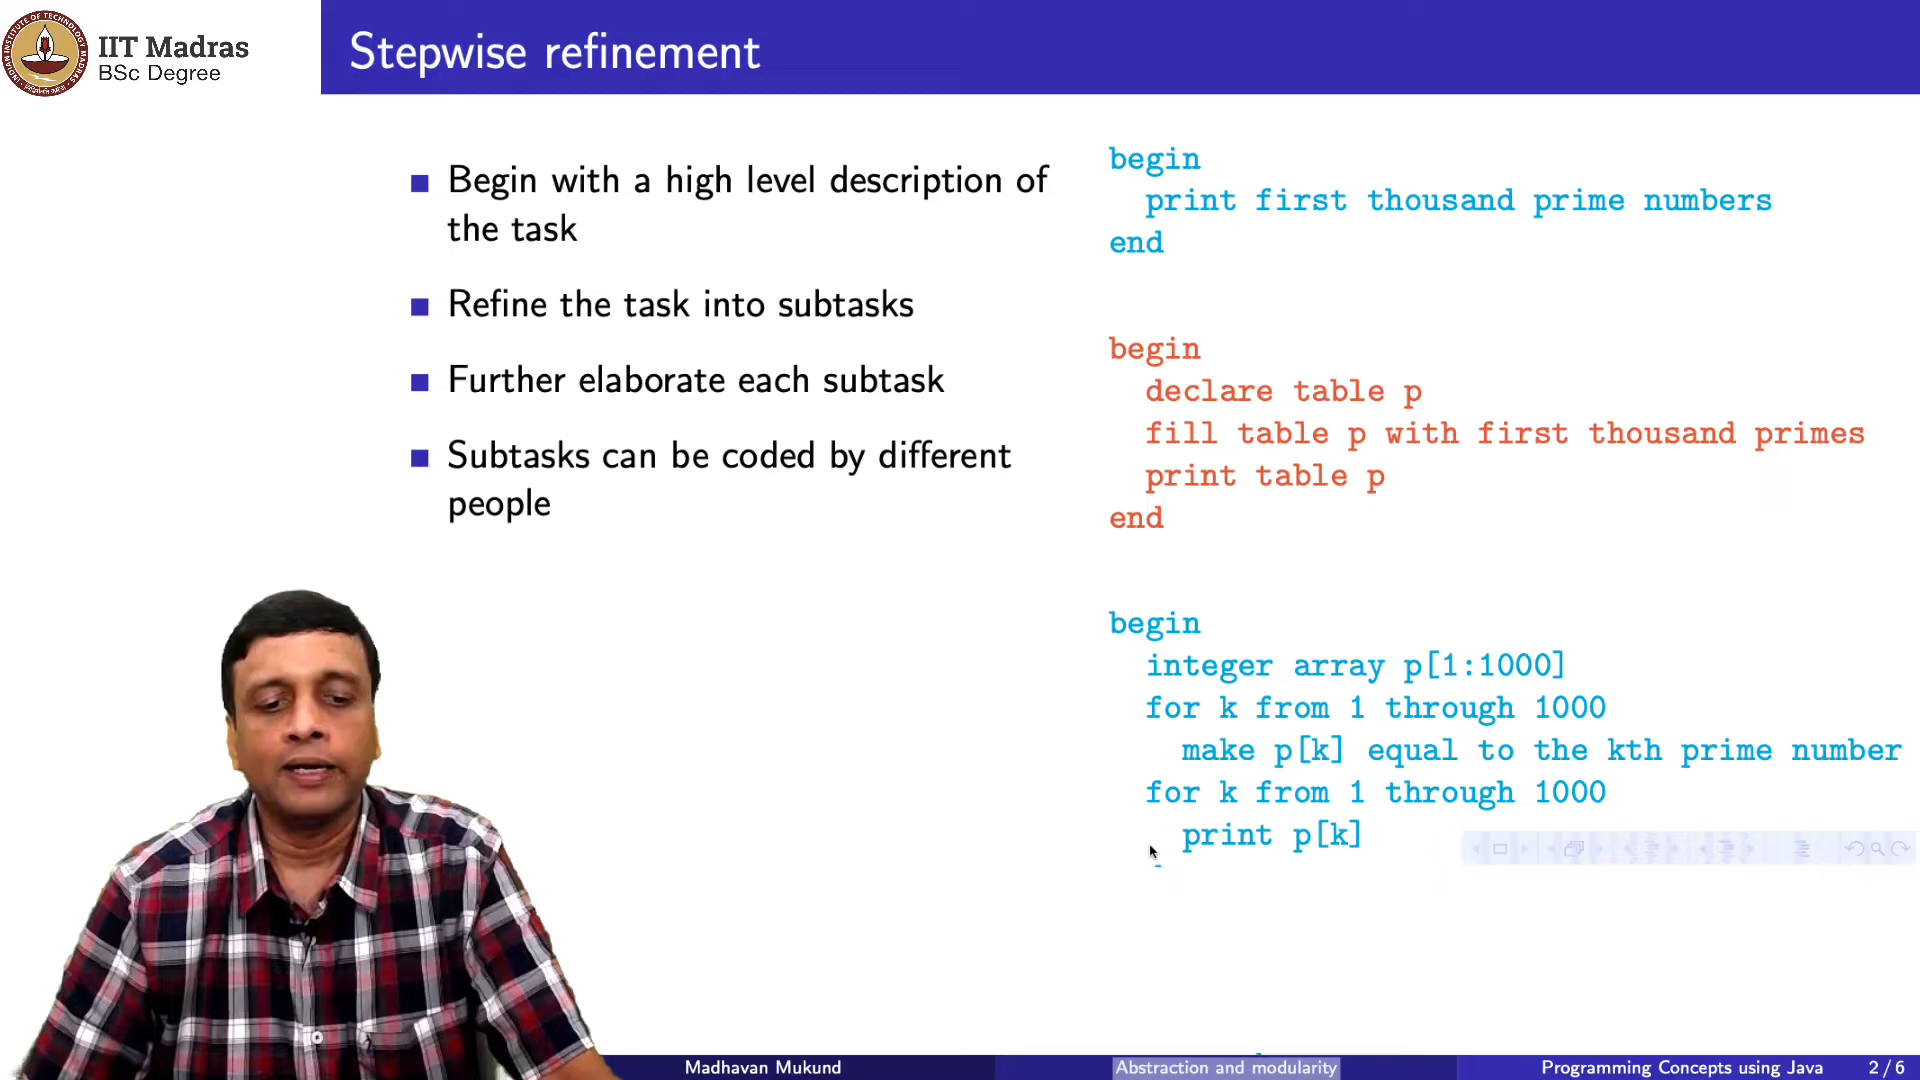 IIT Madras
BSc Degree
Stepwise refinement
Begin with a high level description of
the task
Refine the task into subtasks
Further elaborate each subtask
Subtasks can be coded by different
people
begin
print first thousand prime numbers
end
begin
declare table p
fill table p with first thousand primes
print table p
end
begin
integer array p[1:1000]
for k from 1 through 1000
make p[k] equal to the kth prime number
for k from 1 through 1000
print p[k]
Madhavan Mukund
Abstraction and modularity
Programming Concepts using Java
2 / 6